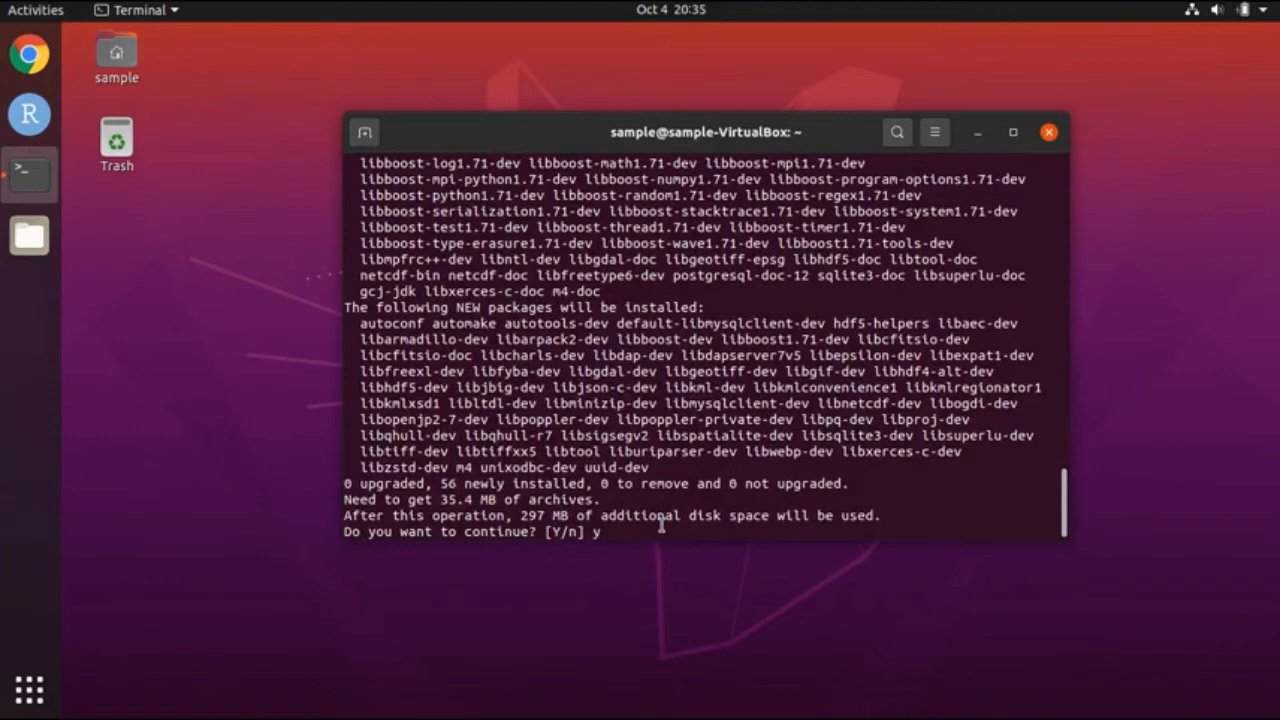 Activities
Terminal
Oct 4 20:35
sample
R
>_
Trash
sample@sample-VirtualBox: ~
libboost-log1.71-dev libboost-math1.71-dev libboost-mpi1.71-dev
libboost-mpi-python1.71-dev libboost-numpy1.71-dev libboost-program-options1.71-dev
libboost-python1.71-dev libboost-random1.71-dev libboost-regex1.71-dev
libboost-serialization1.71-dev libboost-stacktrace1.71-dev libboost-system1.71-dev
libboost-test1.71-dev libboost-thread1.71-dev libboost-timer1.71-dev
libboost-type-erasure1.71-dev libboost-wave1.71-dev libboost1.71-tools-dev
libmpfrc++-dev libntl-dev libgdal-doc libgeotiff-epsg libhdf5-doc libtool-doc
netcdf-bin netcdf-doc libfreetype6-dev postgresql-doc-12 sqlite3-doc libsuperlu-doc
gcj-jdk libxerces-c-doc m4-doc
The following NEW packages will be installed:
autoconf automake autotools-dev default-libmysqlclient-dev hdf5-helpers libaec-dev
libarmadillo-dev libarpack2-dev libboost-dev libboost1.71-dev libcfitsio-dev
libcfitsio-doc libcharls-dev libdap-dev libdapserver7v5 libepsilon-dev libexpat1-dev
libfreexl-dev libfyba-dev libgdal-dev libgeotiff-dev libgif-dev libhdf4-alt-dev
libhdf5-dev libjbig-dev libjson-c-dev libkml-dev libkmlconvenience1 libkmlregionator1
libkmlxsd1 libltdl-dev libminizip-dev libmysqlclient-dev libnetcdf-dev libogdi-dev
libopenjp2-7-dev libpoppler-dev libpoppler-private-dev libpq-dev libproj-dev
libqhull-dev libqhull-r7 libsigsegv2 libspatialite-dev libsqlite3-dev libsuperlu-dev
libtiff-dev libtiffxx5 libtool liburiparser-dev libwebp-dev libxerces-c-dev
libzstd-dev m4 unixodbc-dev uuid-dev
0 upgraded, 56 newly installed, 0 to remove and 0 not upgraded.
Need to get 35.4 MB of archives.
After this operation, 297 MB of additional disk space will be used.
Do you want to continue? [Y/n] y